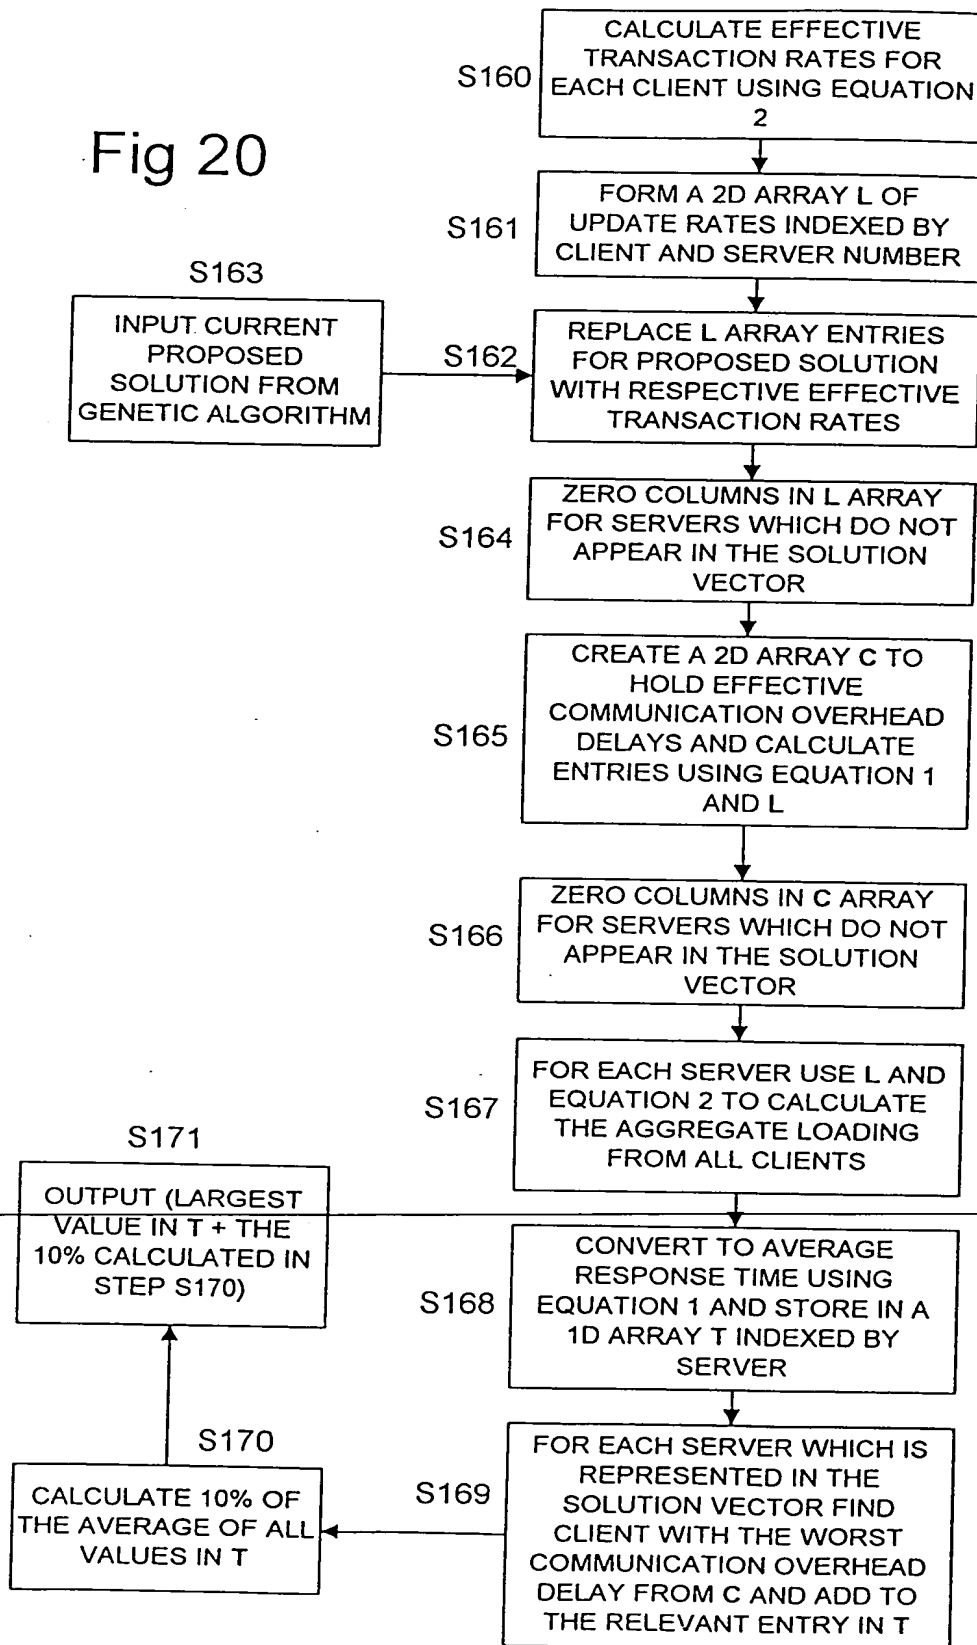 Fig 20
S160
CALCULATE EFFECTIVE
TRANSACTION RATES FOR
EACH CLIENT USING EQUATION
2
S161
FORM A 2D ARRAY L OF
UPDATE RATES INDEXED BY
CLIENT AND SERVER NUMBER
S163
INPUT CURRENT
PROPOSED
SOLUTION FROM
GENETIC ALGORITHM
S162
REPLACE L ARRAY ENTRIES
FOR PROPOSED SOLUTION
WITH RESPECTIVE EFFECTIVE
TRANSACTION RATES
S164
ZERO COLUMNS IN L ARRAY
FOR SERVERS WHICH DO NOT
APPEAR IN THE SOLUTION
VECTOR
S165
CREATE A 2D ARRAY C TO
HOLD EFFECTIVE
COMMUNICATION OVERHEAD
DELAYS AND CALCULATE
ENTRIES USING EQUATION 1
AND L
S166
ZERO COLUMNS IN C ARRAY
FOR SERVERS WHICH DO NOT
APPEAR IN THE SOLUTION
VECTOR
S167
FOR EACH SERVER USE L AND
EQUATION 2 TO CALCULATE
THE AGGREGATE LOADING
FROM ALL CLIENTS
S168
CONVERT TO AVERAGE
RESPONSE TIME USING
EQUATION 1 AND STORE IN A
1D ARRAY T INDEXED BY
SERVER
S169
FOR EACH SERVER WHICH IS
REPRESENTED IN THE
SOLUTION VECTOR FIND
CLIENT WITH THE WORST
COMMUNICATION OVERHEAD
DELAY FROM C AND ADD TO
THE RELEVANT ENTRY IN T
S170
CALCULATE 10% OF
THE AVERAGE OF ALL
VALUES IN T
S171
OUTPUT (LARGEST
VALUE IN T + THE
10% CALCULATED IN
STEP S170)